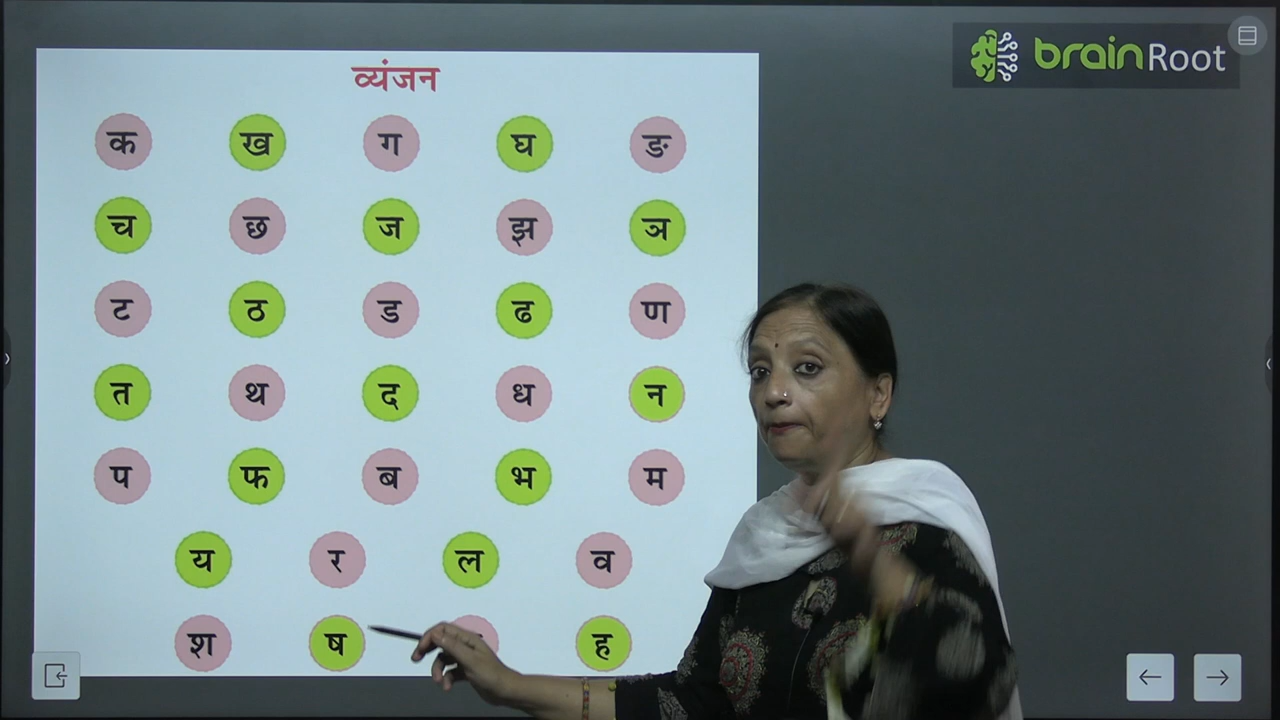 brainRoot
व्यंजन
क ख ग घ ङ
च छ ज झ ञ
ट ठ ड ढ ण
त थ द ध न
प फ ब भ म
य र ल व
श ष ह